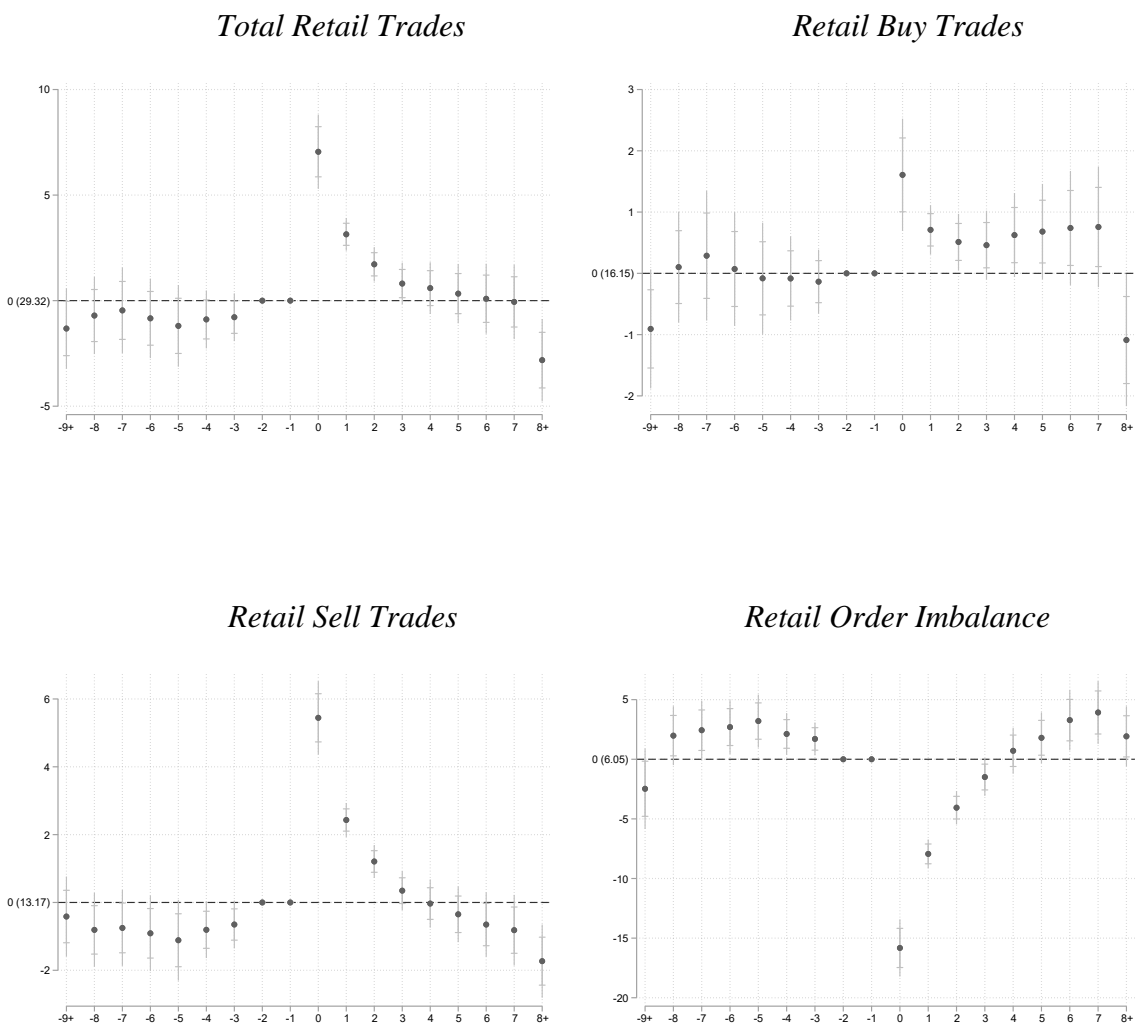 Total Retail Trades
10
5
0 (29.32)
-5
-9+ -8 -7 -6 -5 -4 -3 -2 -1 0 1 2 3 4 5 6 7 8+
Retail Buy Trades
3
2
1
0 (16.15)
-1
-2
-9+ -8 -7 -6 -5 -4 -3 -2 -1 0 1 2 3 4 5 6 7 8+
Retail Sell Trades
6
4
2
0 (13.17)
-2
-9+ -8 -7 -6 -5 -4 -3 -2 -1 0 1 2 3 4 5 6 7 8+
Retail Order Imbalance
5
0 (6.05)
-5
-10
-15
-20
-9+ -8 -7 -6 -5 -4 -3 -2 -1 0 1 2 3 4 5 6 7 8+